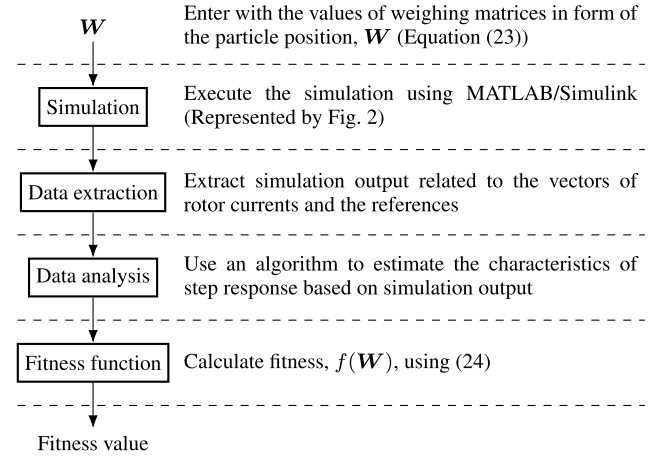 W
Enter with the values of weighing matrices in form of
the particle position, W (Equation (23))
Simulation
Execute the simulation using MATLAB/Simulink
(Represented by Fig. 2)
Data extraction
Extract simulation output related to the vectors of
rotor currents and the references
Data analysis
Use an algorithm to estimate the characteristics of
step response based on simulation output
Fitness function
Calculate fitness, f(W), using (24)
Fitness value